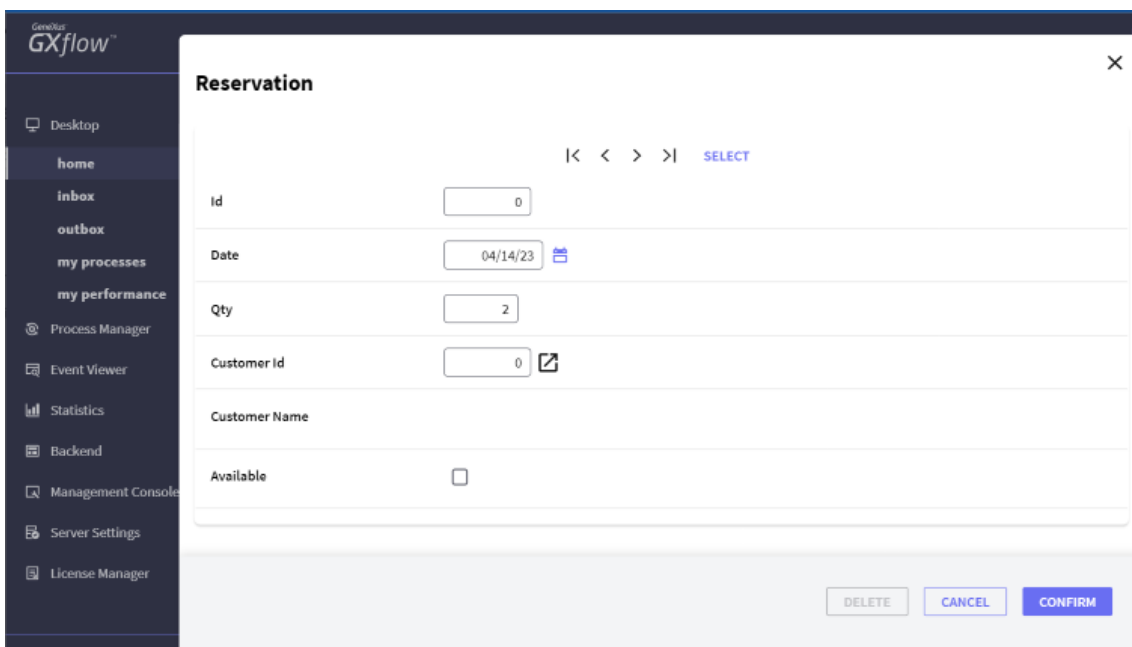 GeneXus
GXflow™
Reservation
Desktop
home
inbox
outbox
my processes
my performance
Process Manager
Event Viewer
Statistics
Backend
Management Console
Server Settings
License Manager
SELECT
Id 0
Date 04/14/23
Qty 2
Customer Id 0
Customer Name
Available
DELETE CANCEL CONFIRM